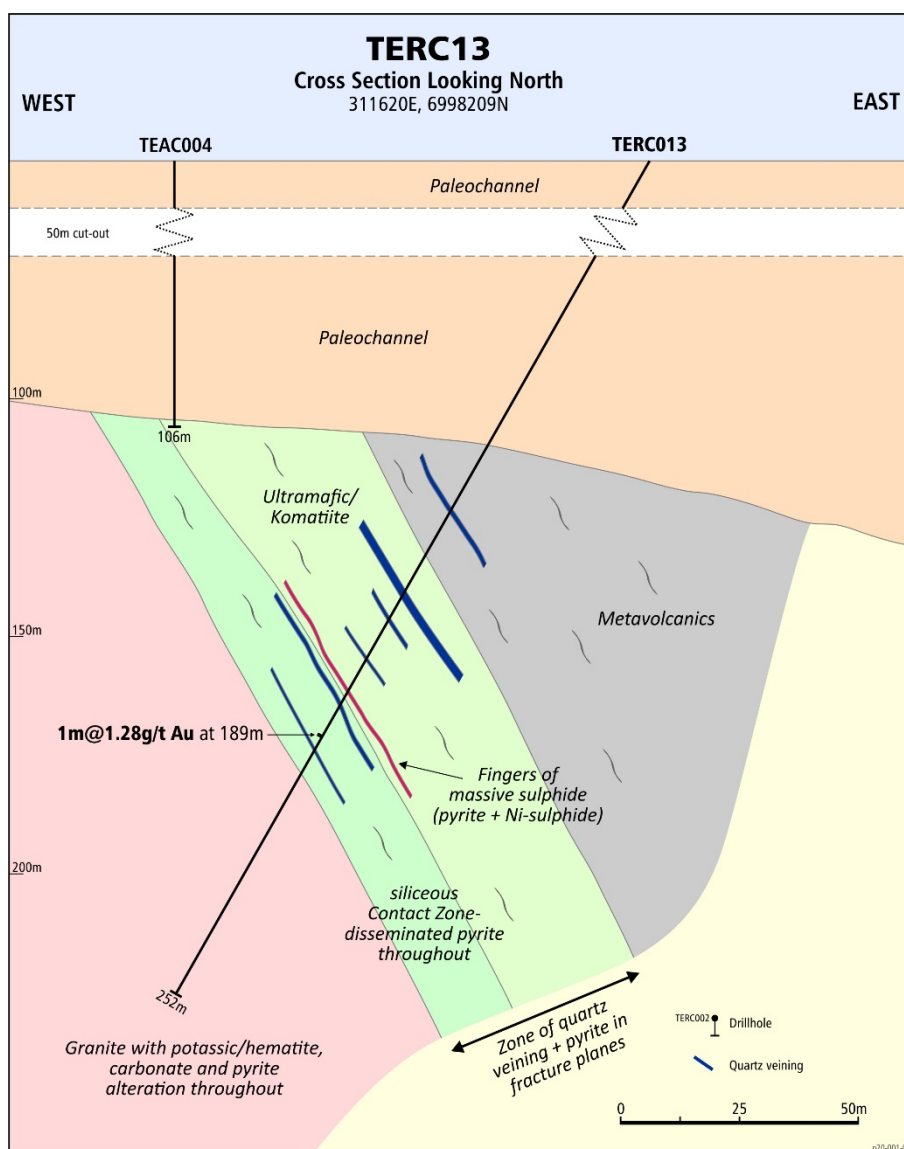 TERC13
Cross Section Looking North
311620E, 6998209N
WEST
EAST
TEAC004
TERC013
Paleochannel
50m cut-out
Paleochannel
100m
106m
Ultramafic/
Komatiite
Metavolcanics
150m
1m@1.28g/t Au at 189m
Fingers of
massive sulphide
(pyrite + Ni-sulphide)
200m
siliceous
Contact Zone-
disseminated pyrite
throughout
252m
Granite with potassic/hematite,
carbonate and pyrite
alteration throughout
Zone of quartz
veining + pyrite in
fracture planes
TERC002
Drillhole
Quartz veining
0
25
50m